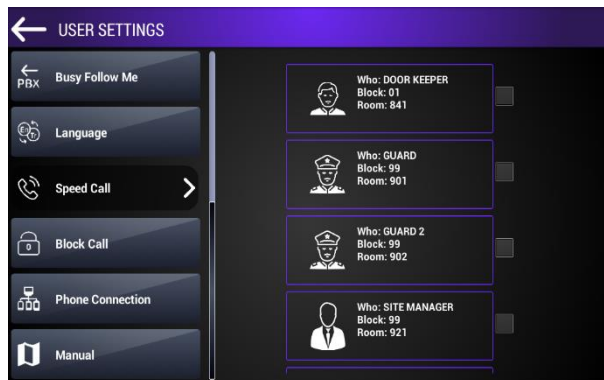 USER SETTINGS
PBX
Busy Follow Me
Language
Speed Call
0
Block Call
Phone Connection
Manual
Who: DOOR KEEPER
Block: 01
Room: 841
Who: GUARD
Block: 99
Room: 901
Who: GUARD 2
Block: 99
Room: 902
Who: SITE MANAGER
Block: 99
Room: 921